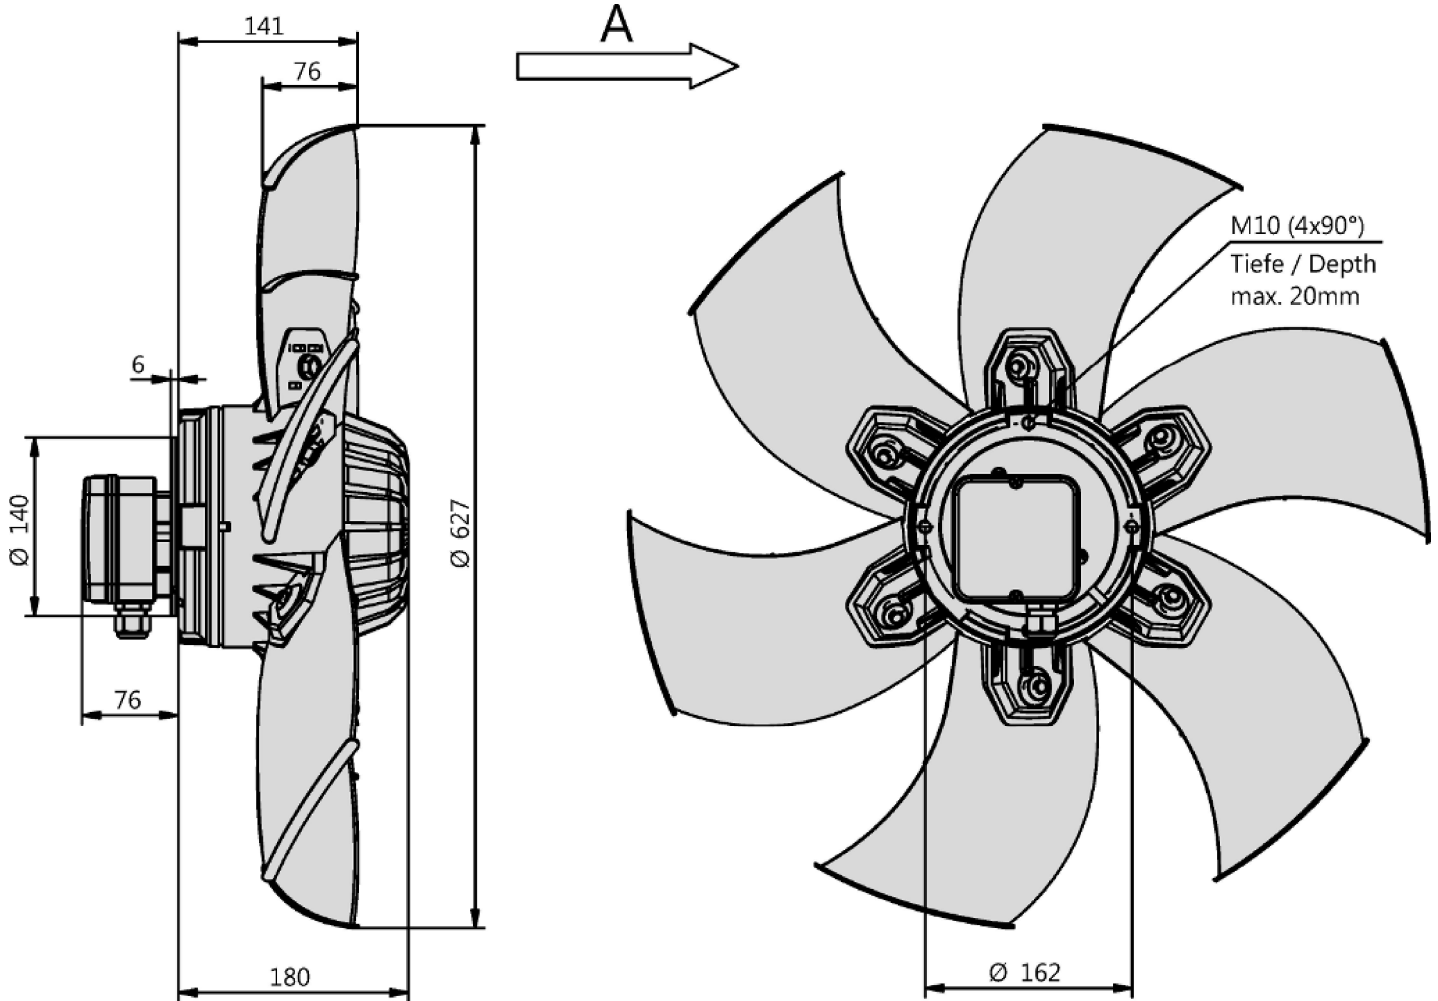 141
A
76
M10 (4x90°)
Tiefe / Depth
max. 20mm
6
Ø 140
Ø 627
76
180
Ø 162